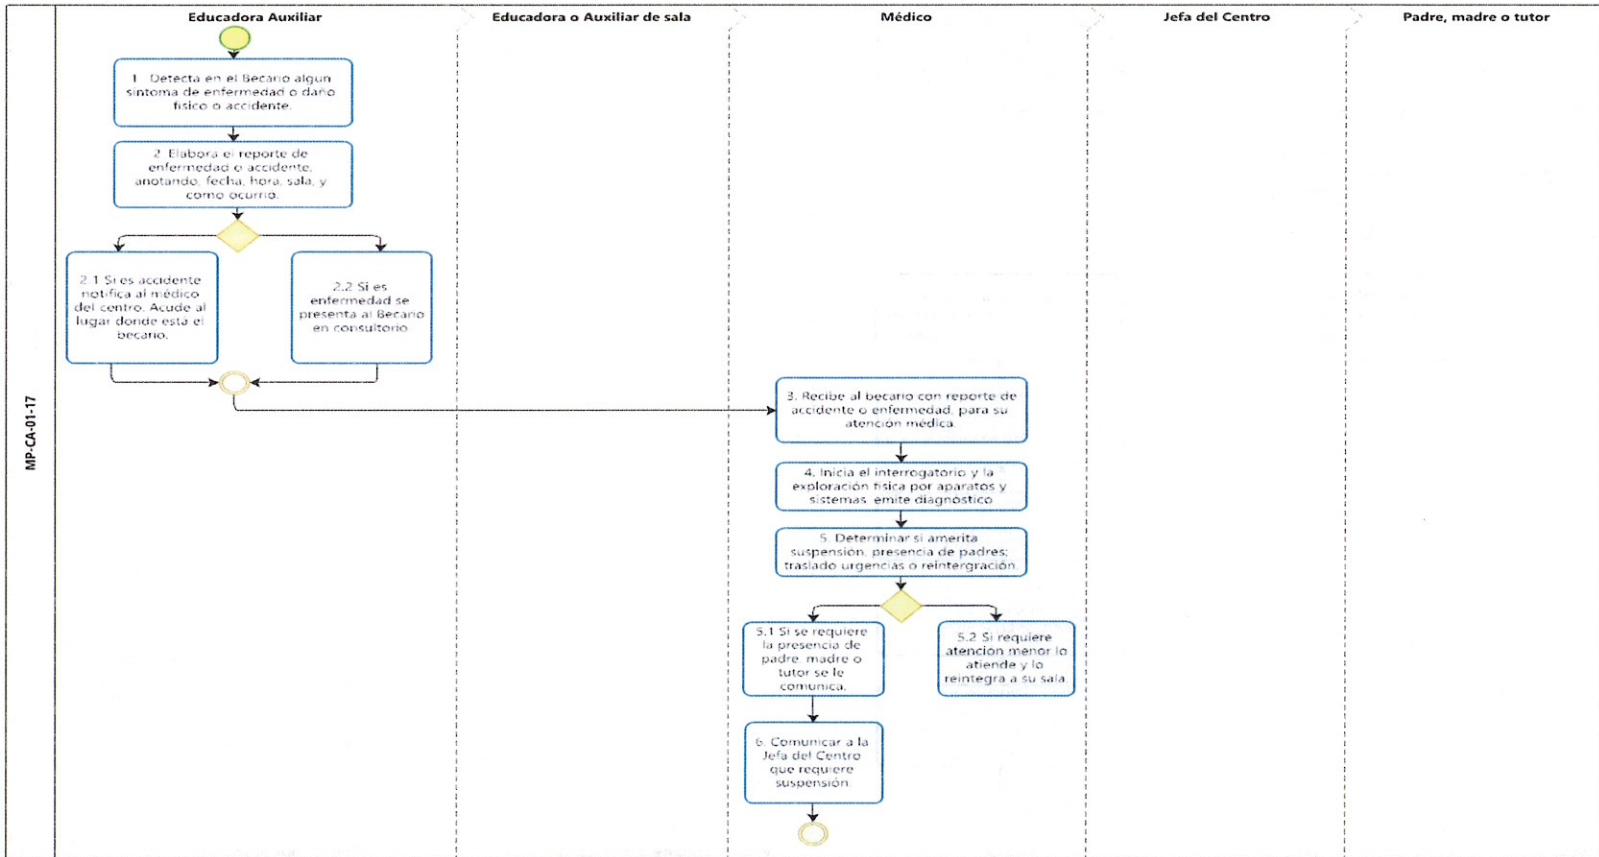 Educadora Auxiliar
Educadora o Auxiliar de sala
Médico
Jefa del Centro
Padre, madre o tutor
MP-CA-01-17
1. Detecta en el Becario algun
sintoma de enfermedad o daño
fisico o accidente.
2. Elabora el reporte de
enfermedad o accidente,
anotando, fecha, hora, sala, y
como ocurrió.
2.1 Si es accidente
notifica al médico
del centro. Acude al
lugar donde está el
becario.
2.2 Si es
enfermedad se
presenta al Becario
en consultorio
3. Recibe al becario con reporte de
accidente o enfermedad, para su
atención médica.
4. Inicia el interrogatorio y la
exploración física por aparatos y
sistemas emite diagnóstico
5. Determinar si amerita
suspensión, presencia de padres;
traslado urgencias o reintergración.
5.1 Si se requiere
la presencia de
padre, madre o
tutor se le
comunica.
5.2 Si requiere
atención menor lo
atiende y lo
reintegra a su sala.
6. Comunicar a la
Jefa del Centro
que requiere
suspensión.